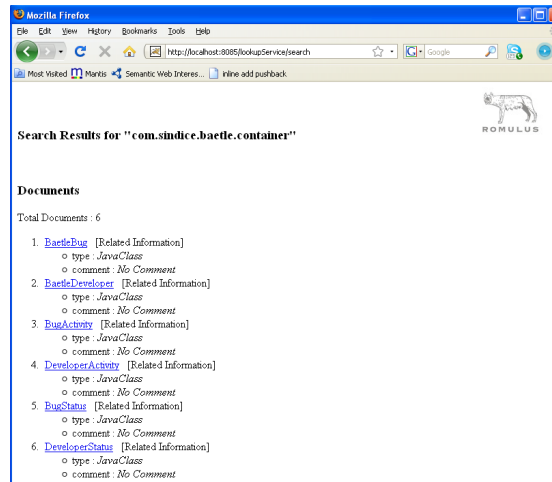 Mozilla Firefox
File Edit View History Bookmarks Tools Help
http://localhost:8085/lookupService/search
Google
Most Visited Mantis Semantic Web Interes... inline add pushback
ROMULUS
Search Results for "com.sindice.baetle.container"
Documents
Total Documents : 6
1. BaetleBug [Related Information]
o type : JavaClass
o comment : No Comment
2. BaetleDeveloper [Related Information]
o type : JavaClass
o comment : No Comment
3. BugActivity [Related Information]
o type : JavaClass
o comment : No Comment
4. DeveloperActivity [Related Information]
o type : JavaClass
o comment : No Comment
5. BugStatus [Related Information]
o type : JavaClass
o comment : No Comment
6. DeveloperStatus [Related Information]
o type : JavaClass
o comment : No Comment